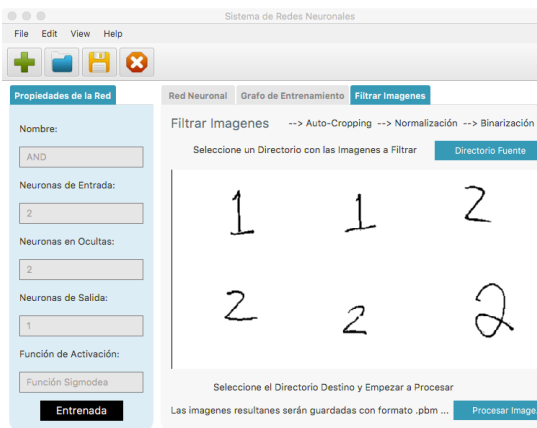 Sistema de Redes Neuronales
File Edit View Help
Propiedades de la Red
Nombre:
AND
Neuronas de Entrada:
2
Neuronas en Ocultas:
2
Neuronas de Salida:
1
Función de Activación:
Función Sigmodea
Entrenada
Red Neuronal Grafo de Entrenamiento Filtrar Imagenes
Filtrar Imagenes --> Auto-Cropping --> Normalización --> Binarización
Seleccione un Directorio con las Imagenes a Filtrar Directorio Fuente
1 1 2
2 2 2
Seleccione el Directorio Destino y Empezar a Procesar
Las imagenes resultanes serán guardadas con formato .pbm ... Procesar Image